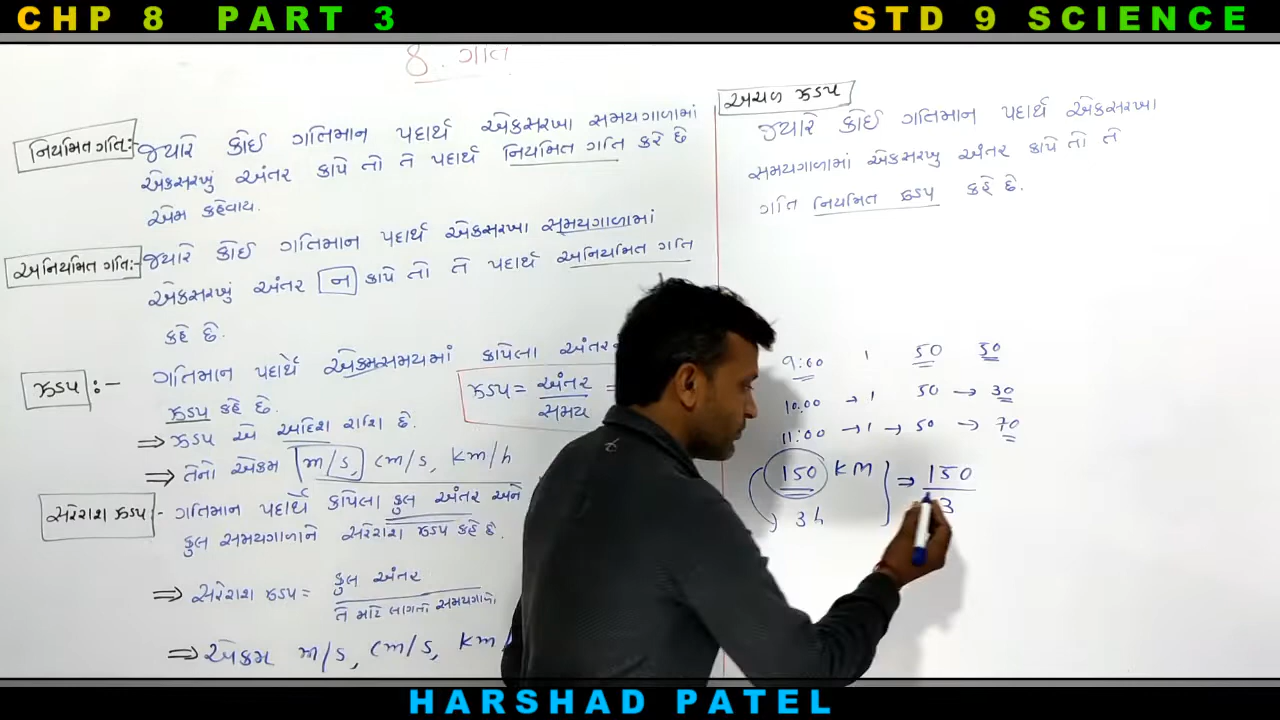 CHP 8 PART 3
STD 9 SCIENCE
8. ગતિ
નિયમિત ગતિ:- જ્યારે કોઈ ગતિમાન પદાર્થ એકસરખા સમયગાળામાં
એકસરખું અંતર કાપે તો તે પદાર્થ નિયમિત ગતિ કરે છે
એમ કહેવાય.
અનિયમિત ગતિ:- જ્યારે કોઈ ગતિમાન પદાર્થ એકસરખા સમયગાળામાં
એકસરખું અંતર ન કાપે તો તે પદાર્થ અનિયમિત ગતિ
કહે છે.
ઝડપ :- ગતિમાન પદાર્થે એકમસમયમાં કાપેલા અંતર
ઝડપ કહે છે.
ઝડપ = અંતર / સમય =
⇒ ઝડપ એ અદિશ રાશિ છે.
⇒ તેનો એકમ m/s, cm/s, km/h
સરેરાશ ઝડપ - ગતિમાન પદાર્થે કાપેલા કુલ અંતર અને
કુલ સમયગાળાને સરેરાશ ઝડપ કહે છે.
⇒ સરેરાશ ઝડપ = કુલ અંતર
તે માટે લાગતો સમયગાળો
⇒ એકમ m/s, cm/s, km
અચળ ઝડપ
જ્યારે કોઈ ગતિમાન પદાર્થ એકસરખા
સમયગાળામાં એકસરખુ અંતર કાપે તો તે
ગતિ નિયમિત ઝડપ કહે છે.
9:00 1 50 50
10.00 → 1 50 → 30
11:00 → 1 → 50 → 70
150 KM ⇒ 150
3 h 3
HARSHAD PATEL